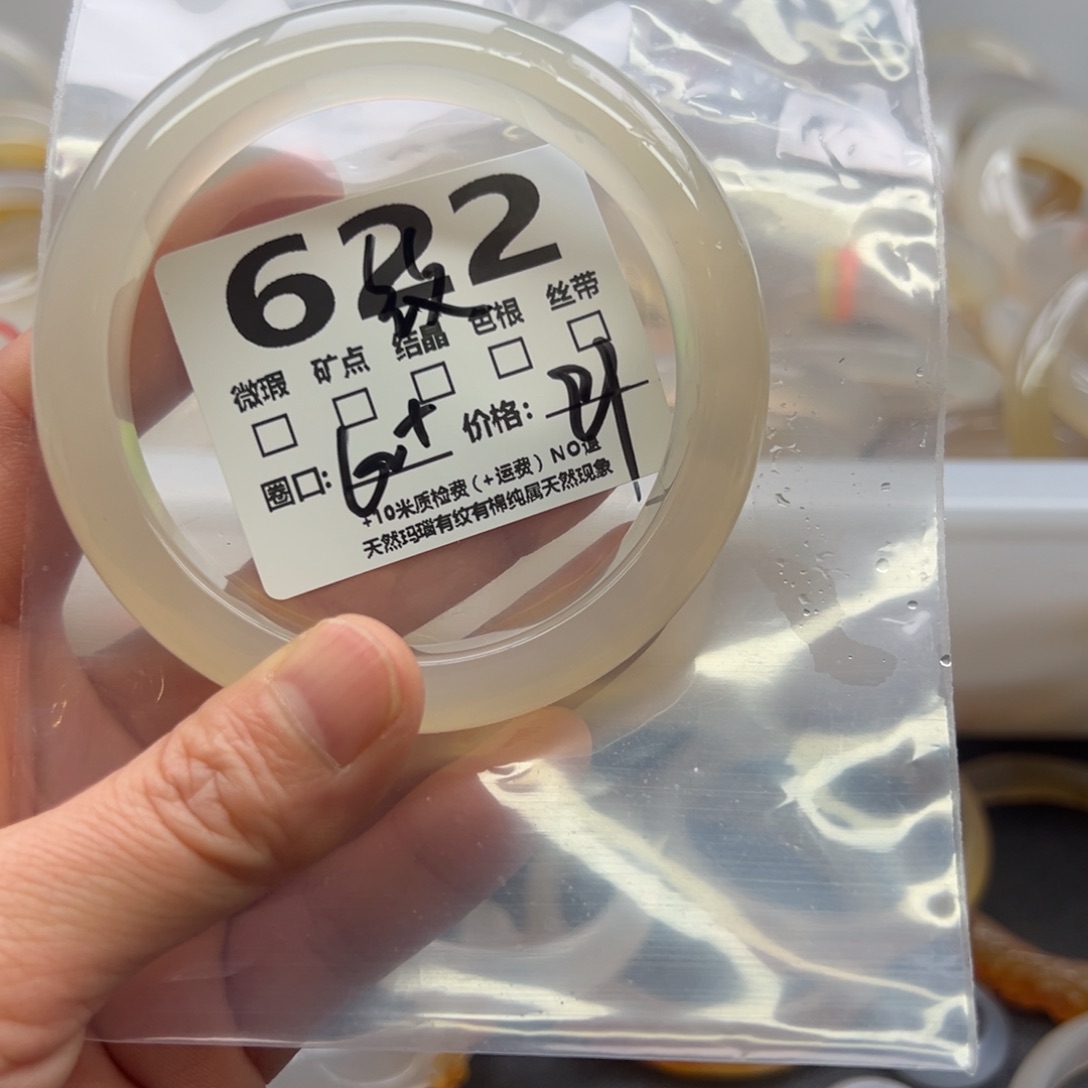 622
纹
微瑕 矿点 结晶 色根 丝带
圈口: 价格:
+10米质检费(+运费)NO退
天然玛瑙有纹有棉纯属天然现象